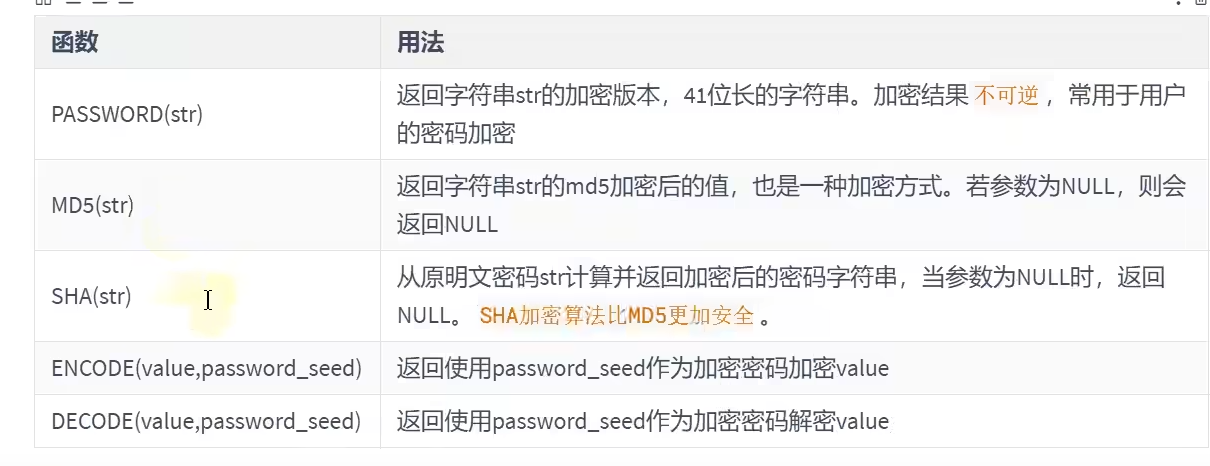 函数
用法
PASSWORD(str)
返回字符串str的加密版本，41位长的字符串。加密结果 不可逆 ，常用于用户
的密码加密
MD5(str)
返回字符串str的md5加密后的值，也是一种加密方式。若参数为NULL，则会
返回NULL
SHA(str)
从原明文密码str计算并返回加密后的密码字符串，当参数为NULL时，返回
NULL。 SHA加密算法比MD5更加安全 。
ENCODE(value,password_seed)
返回使用password_seed作为加密密码加密value
DECODE(value,password_seed)
返回使用password_seed作为加密密码解密value